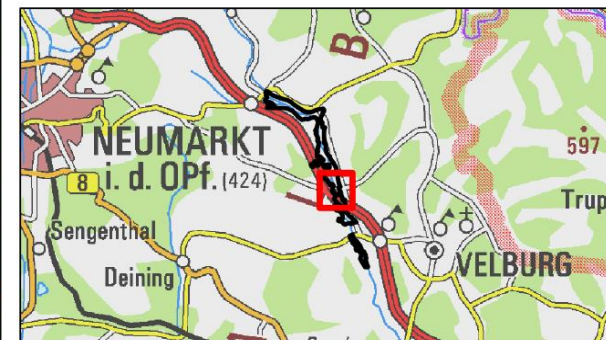 B
597
NEUMARKT
8 i. d. OPf. (424)
Trup
Sengenthal
VELBURG
Deining